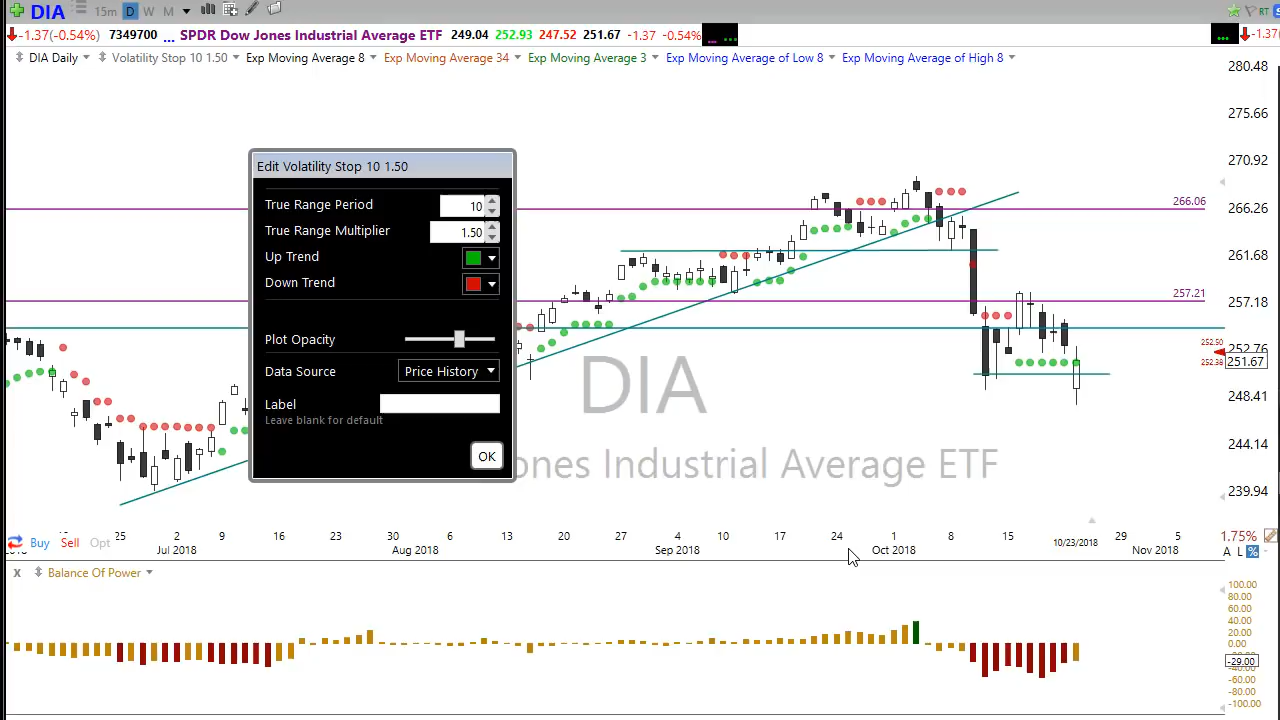 DIA 15m D W M RT
-1.37(-0.54%) 7349700 ... SPDR Dow Jones Industrial Average ETF 249.04 252.93 247.52 251.67 -1.37 -0.54% -1.37
DIA Daily Volatility Stop 10 1.50 Exp Moving Average 8 Exp Moving Average 34 Exp Moving Average 3 Exp Moving Average of Low 8 Exp Moving Average of High 8
280.48
275.66
270.92
266.06
266.26
261.68
257.21
257.18
252.50
252.76
252.38
251.67
248.41
244.14
239.94
Edit Volatility Stop 10 1.50
True Range Period 10
True Range Multiplier 1.50
Up Trend
Down Trend
Plot Opacity
Data Source Price History
Label
Leave blank for default
OK
DIA
Jones Industrial Average ETF
25 2 9 16 23 30 6 13 20 27 4 10 17 24 1 8 15 10/23/2018 29 5
Jul 2018 Aug 2018 Sep 2018 Oct 2018 Nov 2018
Buy Sell Opt
1.75%
A L %
X Balance Of Power
100.00
80.00
60.00
40.00
20.00
0.00
-29.00
-40.00
-60.00
-80.00
-100.00